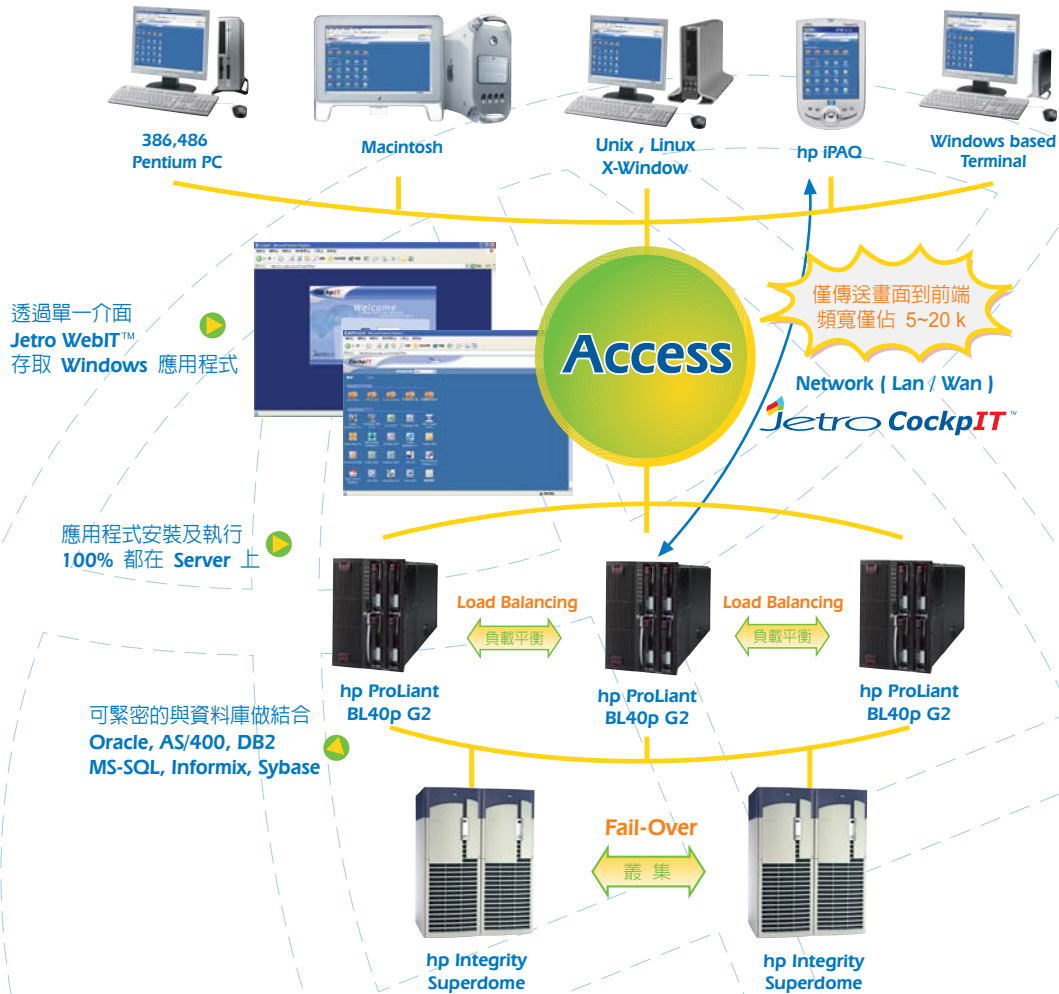 386,486
Pentium PC
Macintosh
Unix , Linux
X-Window
hp iPAQ
Windows based
Terminal
透過單一介面
Jetro WebIT™
存取 Windows 應用程式
CockpIT
Welcome
CockpIT
Access
僅傳送畫面到前端
頻寬僅佔 5~20 k
Network ( Lan / Wan )
Jetro CockpIT™
應用程式安裝及執行
100% 都在 Server 上
Load Balancing
負載平衡
Load Balancing
負載平衡
hp ProLiant
BL40p G2
hp ProLiant
BL40p G2
hp ProLiant
BL40p G2
可緊密的與資料庫做結合
Oracle, AS/400, DB2
MS-SQL, Informix, Sybase
Fail-Over
叢 集
hp Integrity
Superdome
hp Integrity
Superdome